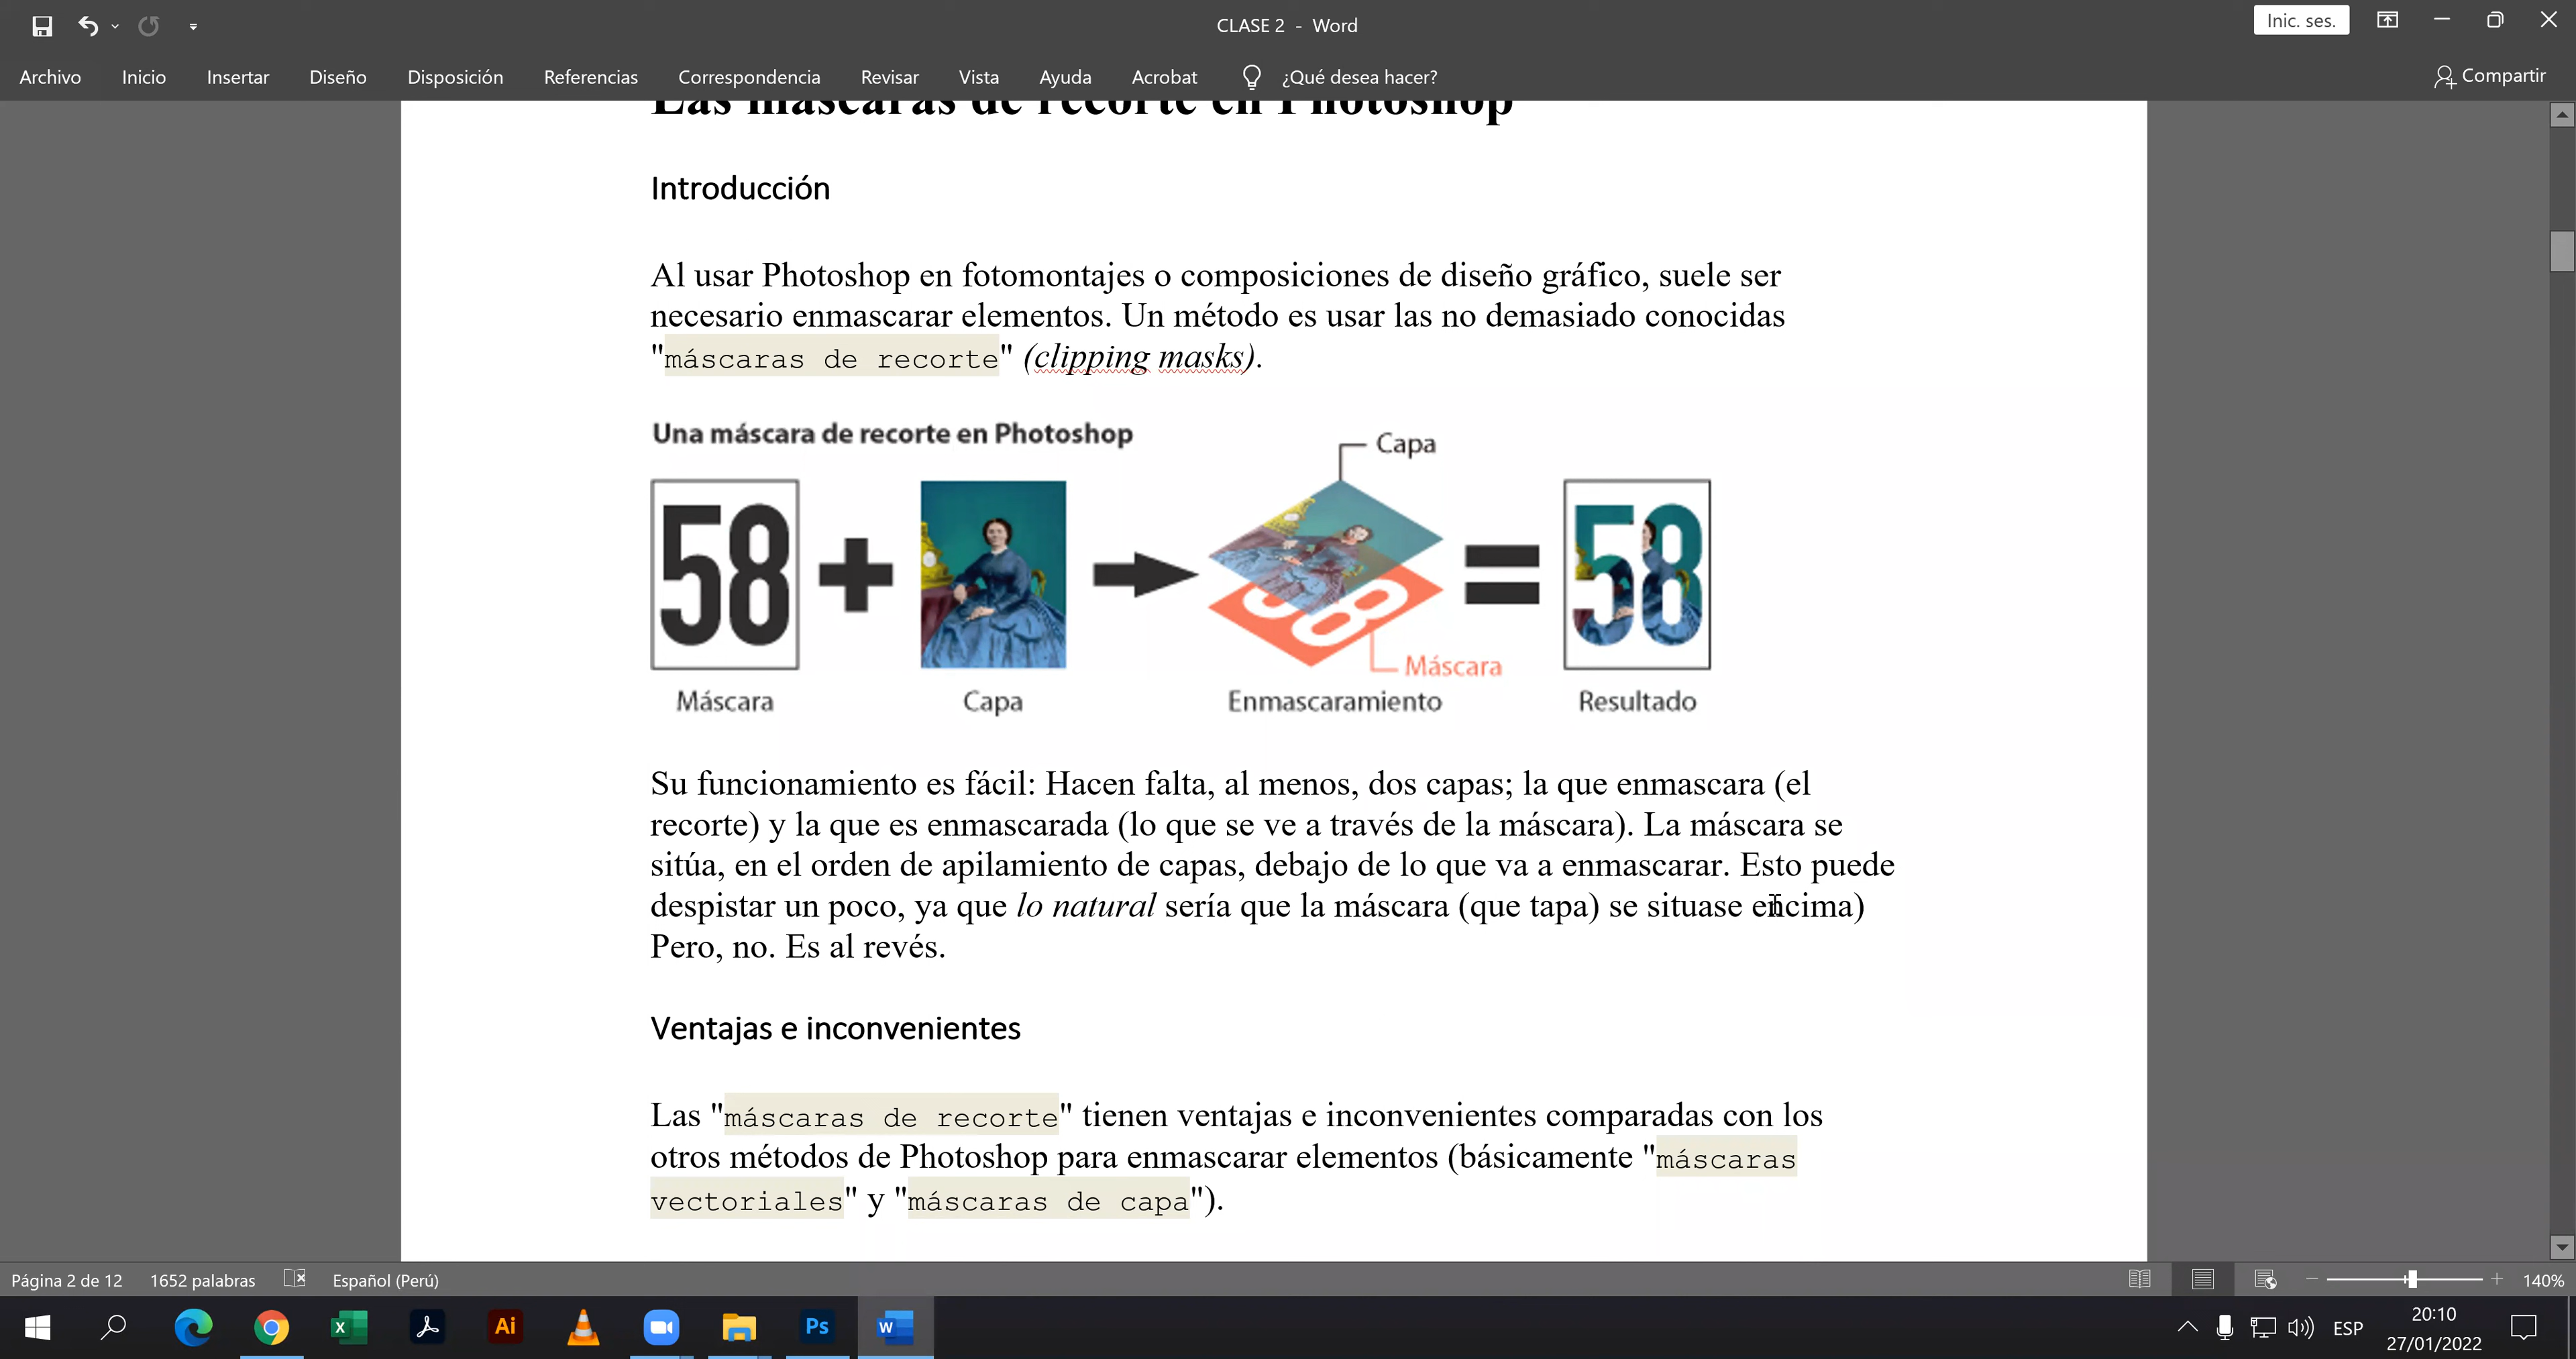 CLASE 2 - Word
Inic. ses.
Archivo Inicio Insertar Diseño Disposición Referencias Correspondencia Revisar Vista Ayuda Acrobat ¿Qué desea hacer? Compartir
Las máscaras de recorte en Photoshop
Introducción
Al usar Photoshop en fotomontajes o composiciones de diseño gráfico, suele ser
necesario enmascarar elementos. Un método es usar las no demasiado conocidas
"máscaras de recorte" (clipping masks).
Una máscara de recorte en Photoshop
Capa
58
58
58
Máscara
Máscara Capa Enmascaramiento Resultado
Su funcionamiento es fácil: Hacen falta, al menos, dos capas; la que enmascara (el
recorte) y la que es enmascarada (lo que se ve a través de la máscara). La máscara se
sitúa, en el orden de apilamiento de capas, debajo de lo que va a enmascarar. Esto puede
despistar un poco, ya que lo natural sería que la máscara (que tapa) se situase encima)
Pero, no. Es al revés.
Ventajas e inconvenientes
Las "máscaras de recorte" tienen ventajas e inconvenientes comparadas con los
otros métodos de Photoshop para enmascarar elementos (básicamente "máscaras
vectoriales" y "máscaras de capa").
Página 2 de 12 1652 palabras Español (Perú) 140%
Ai Ps W X
ESP
20:10
27/01/2022